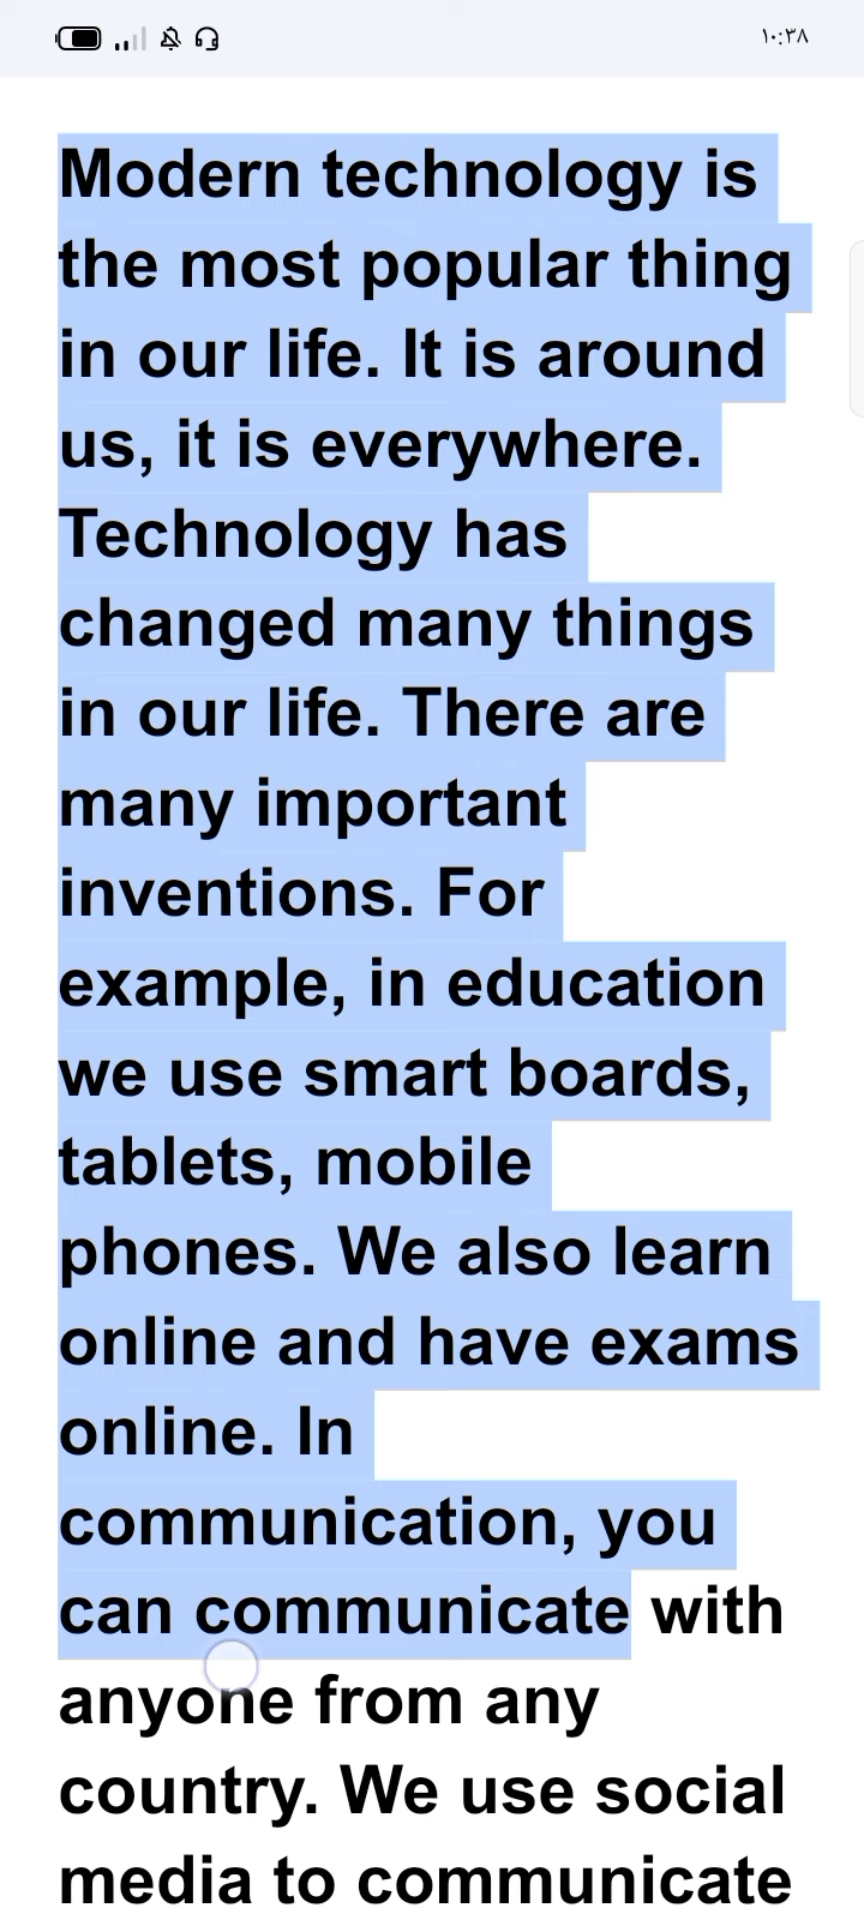 ١٠:٣٨
Modern technology is
the most popular thing
in our life. It is around
us, it is everywhere.
Technology has
changed many things
in our life. There are
many important
inventions. For
example, in education
we use smart boards,
tablets, mobile
phones. We also learn
online and have exams
online. In
communication, you
can communicate with
anyone from any
country. We use social
media to communicate